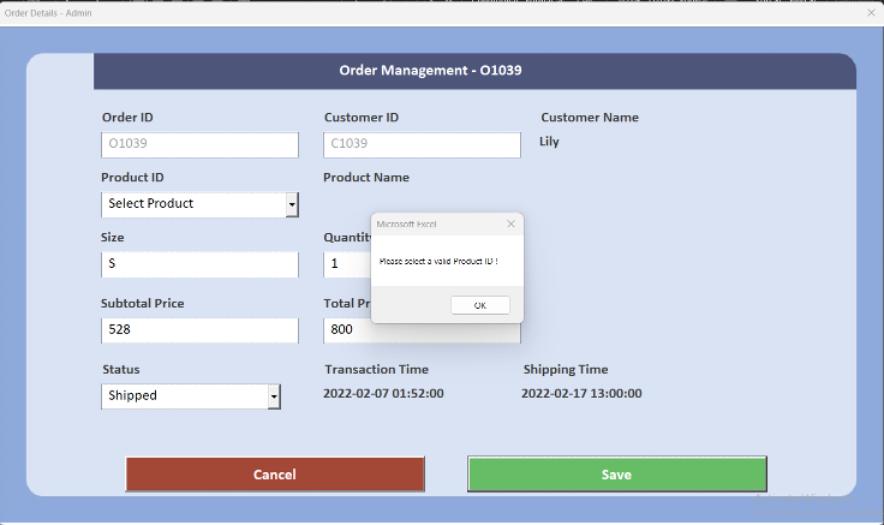 Order Details - Admin
Order Management - O1039
Order ID
Customer ID
Customer Name
O1039
C1039
Lily
Product ID
Product Name
Select Product
Microsoft Excel
Size
Quantity
S
1
Please select a valid Product ID !
OK
Subtotal Price
Total Pr
528
800
Status
Transaction Time
Shipping Time
Shipped
2022-02-07 01:52:00
2022-02-17 13:00:00
Cancel
Save